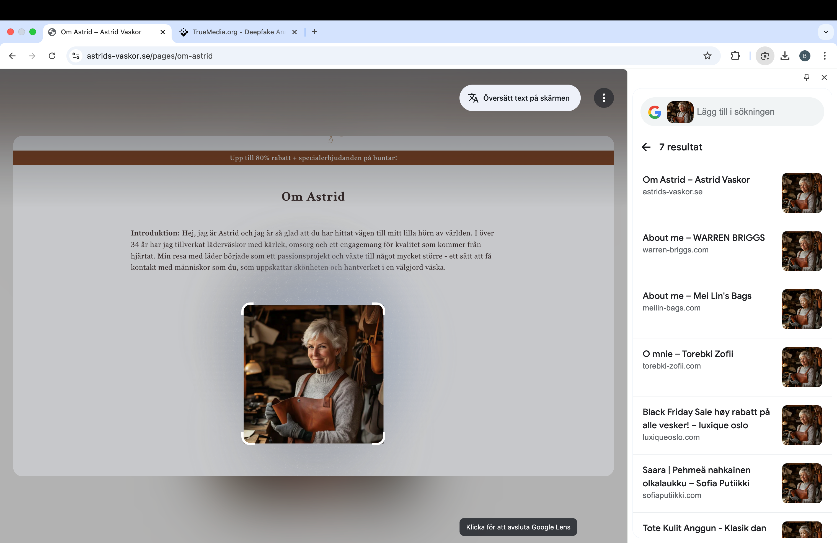 Om Astrid – Astrid Vaskor
TrueMedia.org - Deepfake An
astrids-vaskor.se/pages/om-astrid
B
Översätt text på skärmen
Lägg till i sökningen
7 resultat
Upp till 80% rabatt + specialerbjudanden på buntar!
Om Astrid
Introduktion: Hej, jag är Astrid och jag är så glad att du har hittat vägen till mitt lilla hörn av världen. I över
34 år har jag tillverkat läderväskor med kärlek, omsorg och ett engagemang för kvalitet som kommer från
hjärtat. Min resa med läder började som ett passionsprojekt och växte till något mycket större - ett sätt att få
kontakt med människor som du, som uppskattar skönheten och hantverket i en välgjord väska.
Klicka för att avsluta Google Lens
Om Astrid – Astrid Vaskor
astrids-vaskor.se
About me – WARREN BRIGGS
warren-briggs.com
About me – Mei Lin's Bags
meilin-bags.com
O mnie – Torebki Zofii
torebki-zofii.com
Black Friday Sale høy rabatt på
alle vesker! – luxique oslo
luxiqueoslo.com
Saara | Pehmeä nahkainen
olkalaukku – Sofia Putiikki
sofiaputiikki.com
Tote Kulit Anggun - Klasik dan